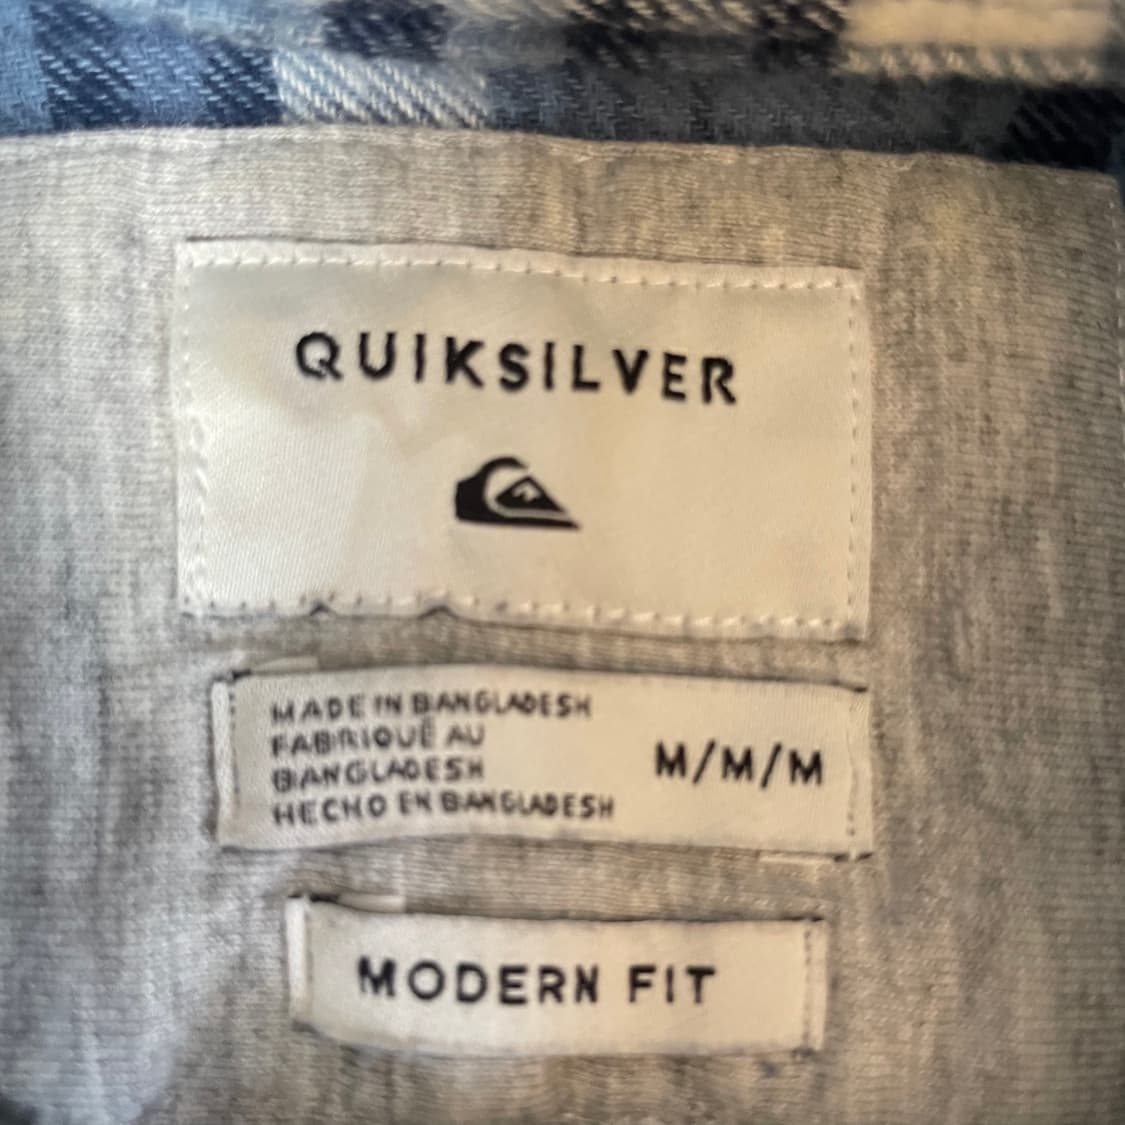 QUIKSILVER
MADE IN BANGLADESH
FABRIQUÉ AU
BANGLADESH
HECHO EN BANGLADESH
M/M/M
MODERN FIT